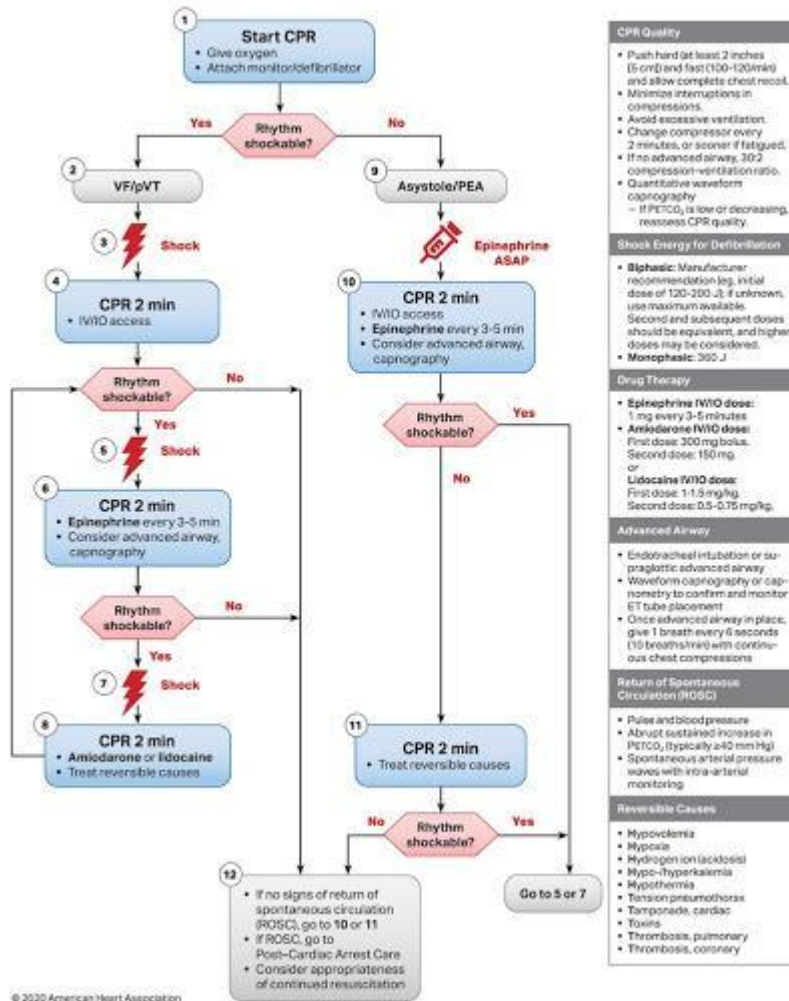 1
Start CPR
• Give oxygen
• Attach monitor/defibrillator
Yes
Rhythm
shockable?
No
2
VF/pVT
9
Asystole/PEA
3
Shock
Epinephrine
ASAP
4
CPR 2 min
• IV/IO access
10
CPR 2 min
• IV/IO access
• Epinephrine every 3-5 min
• Consider advanced airway,
capnography
Rhythm
shockable?
No
Yes
Rhythm
shockable?
Yes
No
5
Shock
6
CPR 2 min
• Epinephrine every 3-5 min
• Consider advanced airway,
capnography
Rhythm
shockable?
No
Yes
7
Shock
8
CPR 2 min
• Amiodarone or lidocaine
• Treat reversible causes
11
CPR 2 min
• Treat reversible causes
No
Rhythm
shockable?
Yes
12
• If no signs of return of
spontaneous circulation
(ROSC), go to 10 or 11
• If ROSC, go to
Post–Cardiac Arrest Care
• Consider appropriateness
of continued resuscitation
Go to 5 or 7
CPR Quality
• Push hard (at least 2 inches
[5 cm]) and fast (100-120/min)
and allow complete chest recoil.
• Minimize interruptions in
compressions.
• Avoid excessive ventilation.
• Change compressor every
2 minutes, or sooner if fatigued.
• If no advanced airway, 30:2
compression-ventilation ratio.
• Quantitative waveform
capnography
– If PETCO₂ is low or decreasing,
reassess CPR quality.
Shock Energy for Defibrillation
• Biphasic: Manufacturer
recommendation (eg, initial
dose of 120-200 J); if unknown,
use maximum available.
Second and subsequent doses
should be equivalent, and higher
doses may be considered.
• Monophasic: 360 J
Drug Therapy
• Epinephrine IV/IO dose:
1 mg every 3-5 minutes
• Amiodarone IV/IO dose:
First dose: 300 mg bolus.
Second dose: 150 mg.
or
Lidocaine IV/IO dose:
First dose: 1-1.5 mg/kg.
Second dose: 0.5-0.75 mg/kg.
Advanced Airway
• Endotracheal intubation or su-
praglottic advanced airway
• Waveform capnography or cap-
nometry to confirm and monitor
ET tube placement
• Once advanced airway in place,
give 1 breath every 6 seconds
(10 breaths/min) with continu-
ous chest compressions
Return of Spontaneous
Circulation (ROSC)
• Pulse and blood pressure
• Abrupt sustained increase in
PETCO₂ (typically ≥40 mm Hg)
• Spontaneous arterial pressure
waves with intra-arterial
monitoring
Reversible Causes
• Hypovolemia
• Hypoxia
• Hydrogen ion (acidosis)
• Hypo-/hyperkalemia
• Hypothermia
• Tension pneumothorax
• Tamponade, cardiac
• Toxins
• Thrombosis, pulmonary
• Thrombosis, coronary
© 2020 American Heart Association